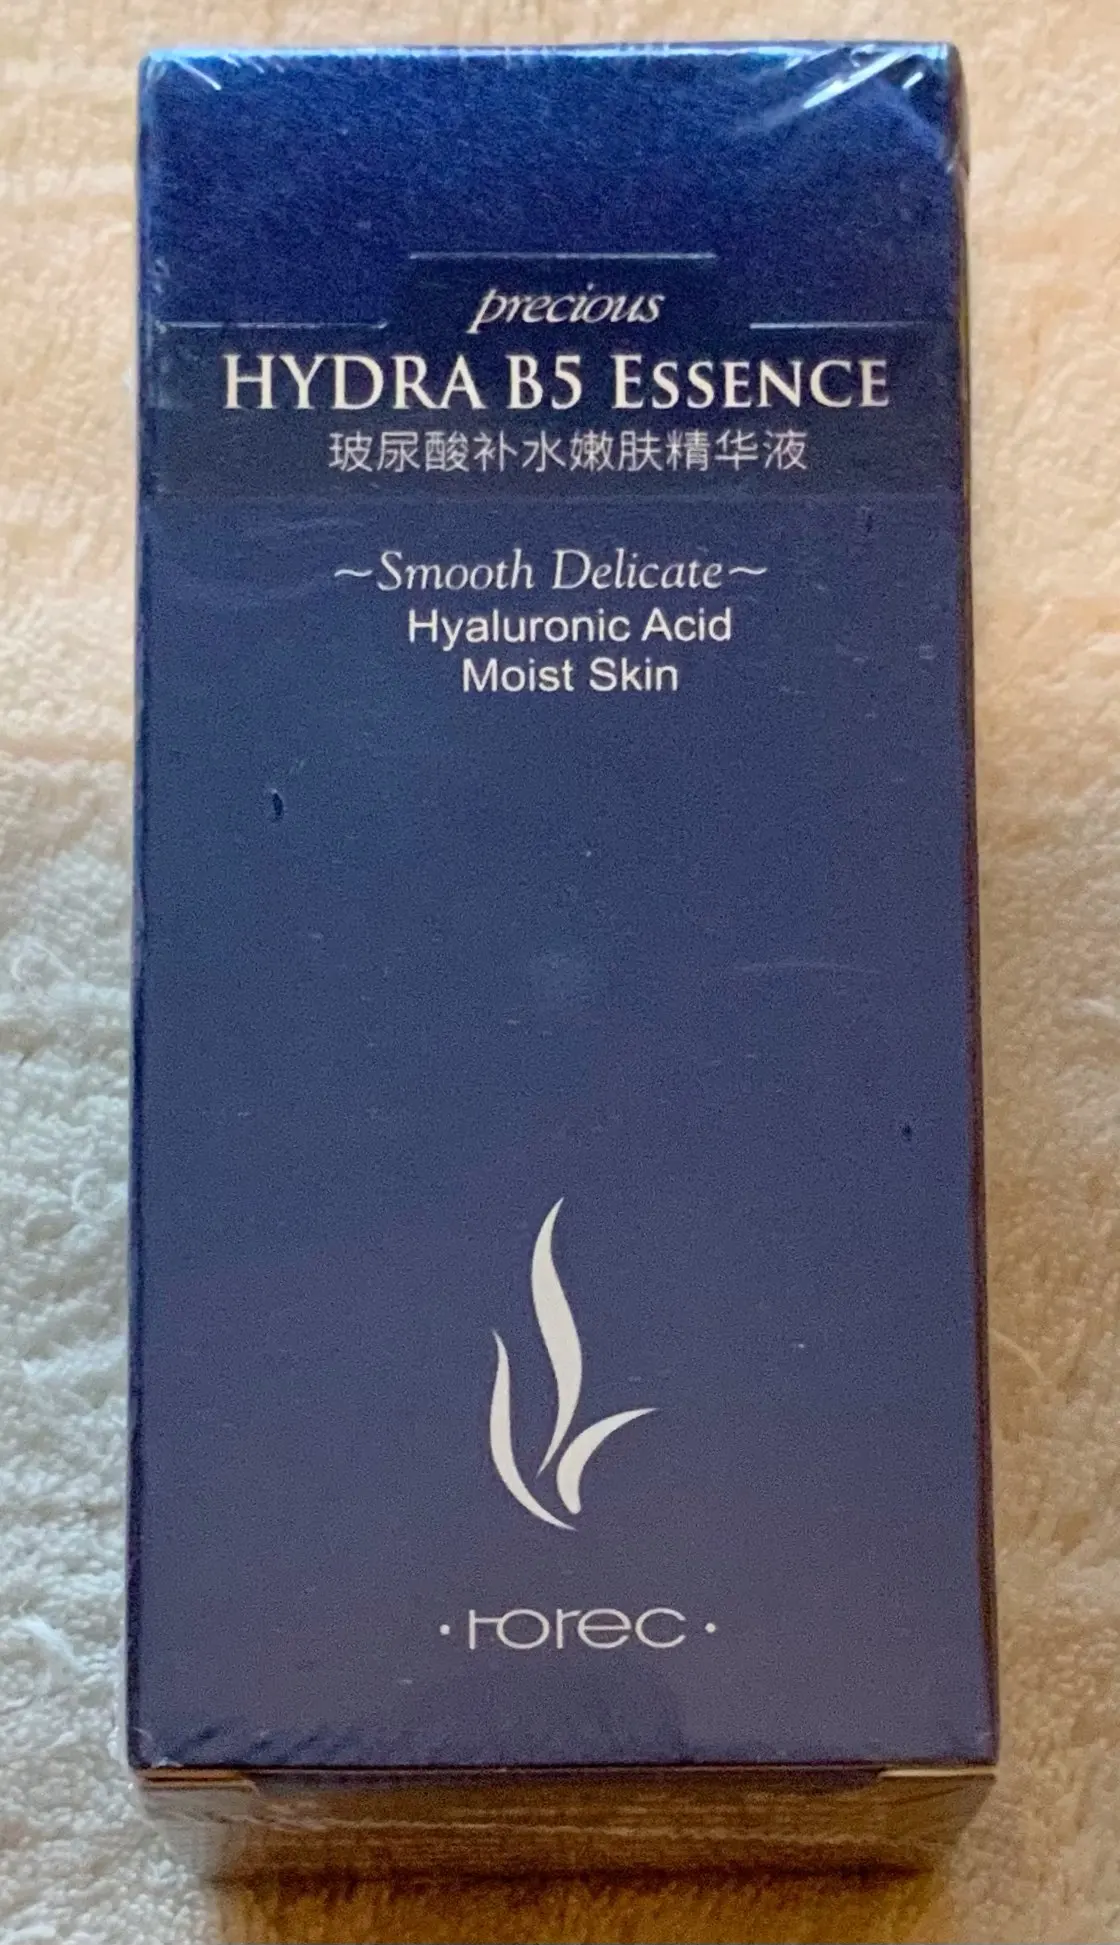 precious
HYDRA B5 ESSENCE
玻尿酸补水嫩肤精华液
~Smooth Delicate~
Hyaluronic Acid
Moist Skin
·rorec·